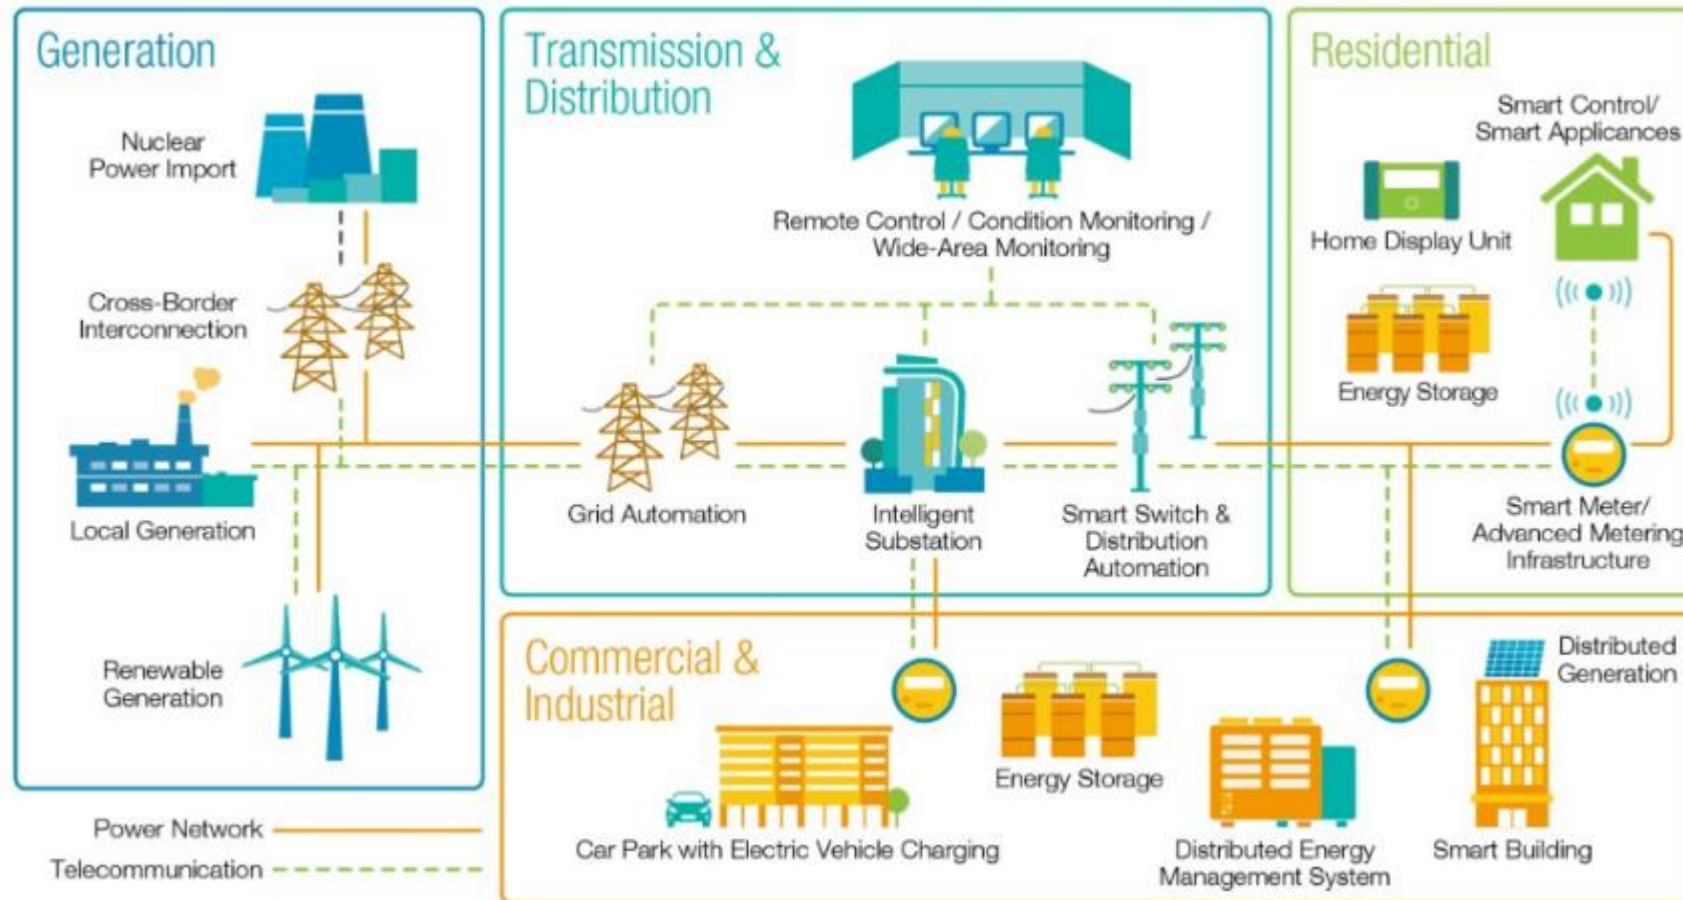 Generation
Nuclear
Power Import
Cross-Border
Interconnection
Local Generation
Renewable
Generation
Power Network
Telecommunication
Transmission &
Distribution
Remote Control / Condition Monitoring /
Wide-Area Monitoring
Grid Automation
Intelligent
Substation
Smart Switch &
Distribution
Automation
Residential
Smart Control/
Smart Applicances
Home Display Unit
Energy Storage
Smart Meter/
Advanced Metering
Infrastructure
Commercial &
Industrial
Car Park with Electric Vehicle Charging
Energy Storage
Distributed Energy
Management System
Distributed
Generation
Smart Building